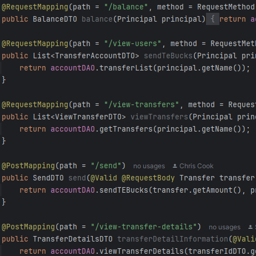 @RequestMapping(path = "/balance", method = RequestMethod
public BalanceDTO balance(Principal principal) { return ac
@RequestMapping(path = "/view-users", method = RequestMet
public List<TransferAccountDTO> sendTeBucks(Principal prin
return accountDAO.transferList(principal.getName());
}
@RequestMapping(path = "/view-transfers", method = Request
public List<ViewTransferDTO> viewTransfers(Principal princ
return accountDAO.getTransfers(principal.getName());
}
@PostMapping(path = "/send") no usages Chris Cook
public SendDTO send(@Valid @RequestBody Transfer transfer
return accountDAO.sendTEBucks(transfer.getAmount(), p
}
@PostMapping(path = "/view-transfer-details") no usages
public TransferDetailsDTO transferDetailInformation(@Vali
return accountDAO.viewTransferDetails(transferIdDTO.g